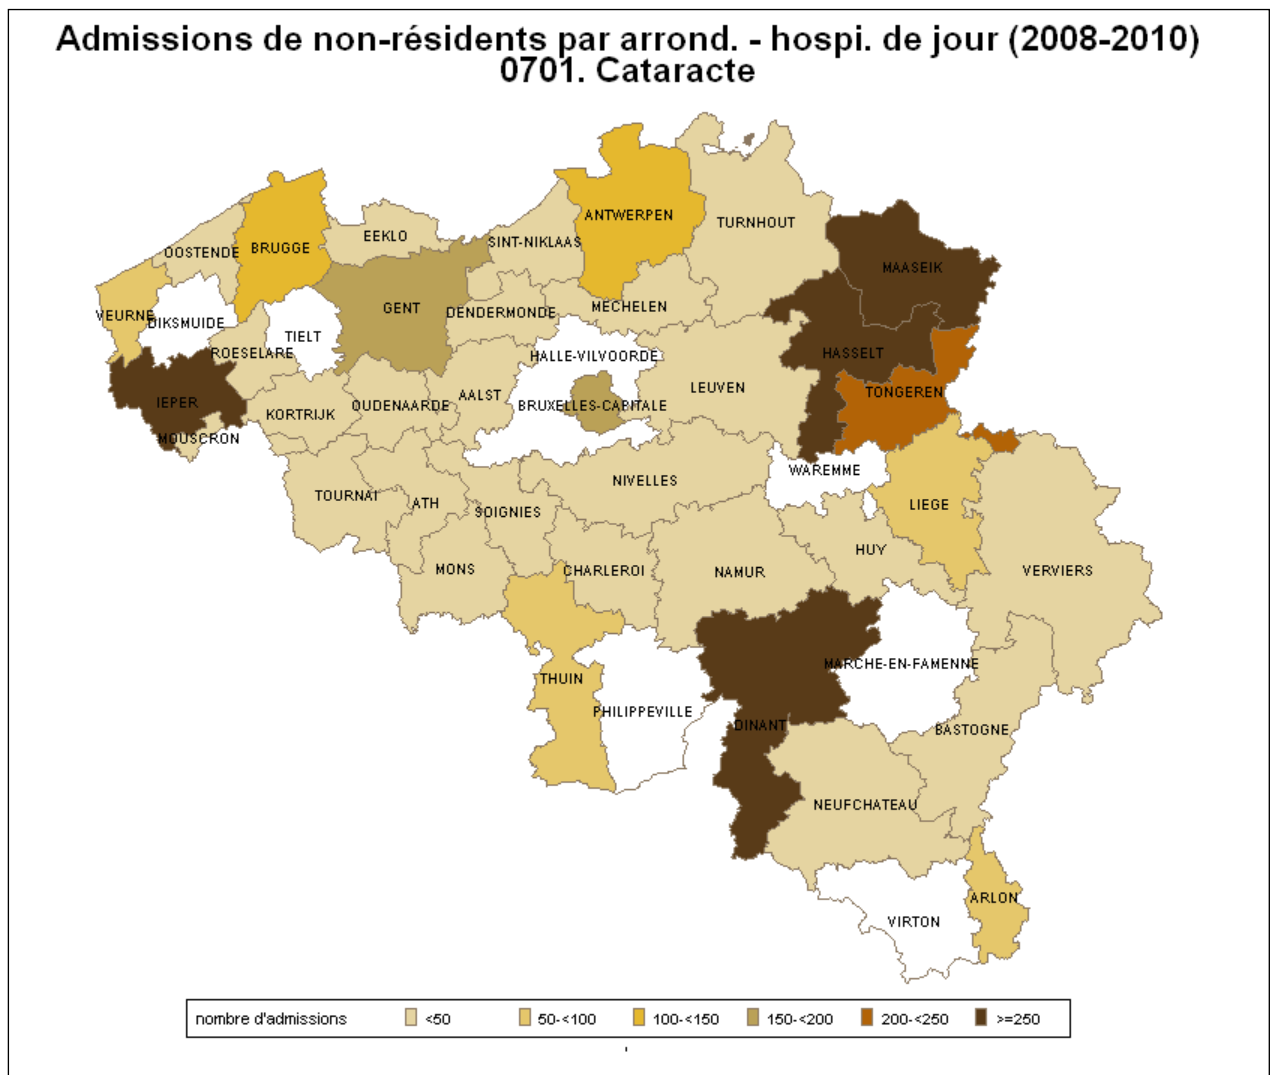 Admissions de non-résidents par arrond. - hospi. de jour (2008-2010)
0701. Cataracte
ANTWERPEN
TURNHOUT
EEKLO
SINT-NIKLAAS
BRUGGE
OOSTENDE
MAASEIK
GENT
DENDERMONDE
MECHELEN
VEURNE
DIKSMUIDE
TIELT
ROESELARE
HALLE-VILVOORDE
HASSELT
LEUVEN
TONGEREN
AALST
IEPER
KORTRIJK
OUDENAARDE
BRUXELLES-CAPITALE
MOUSCRON
WAREMME
NIVELLES
TOURNAI
ATH
SOIGNIES
LIEGE
HUY
MONS
CHARLEROI
NAMUR
VERVIERS
MARCHE-EN-FAMENNE
THUIN
PHILIPPEVILLE
DINANT
BASTOGNE
NEUFCHATEAU
ARLON
VIRTON
nombre d'admissions <50 50-<100 100-<150 150-<200 200-<250 >=250